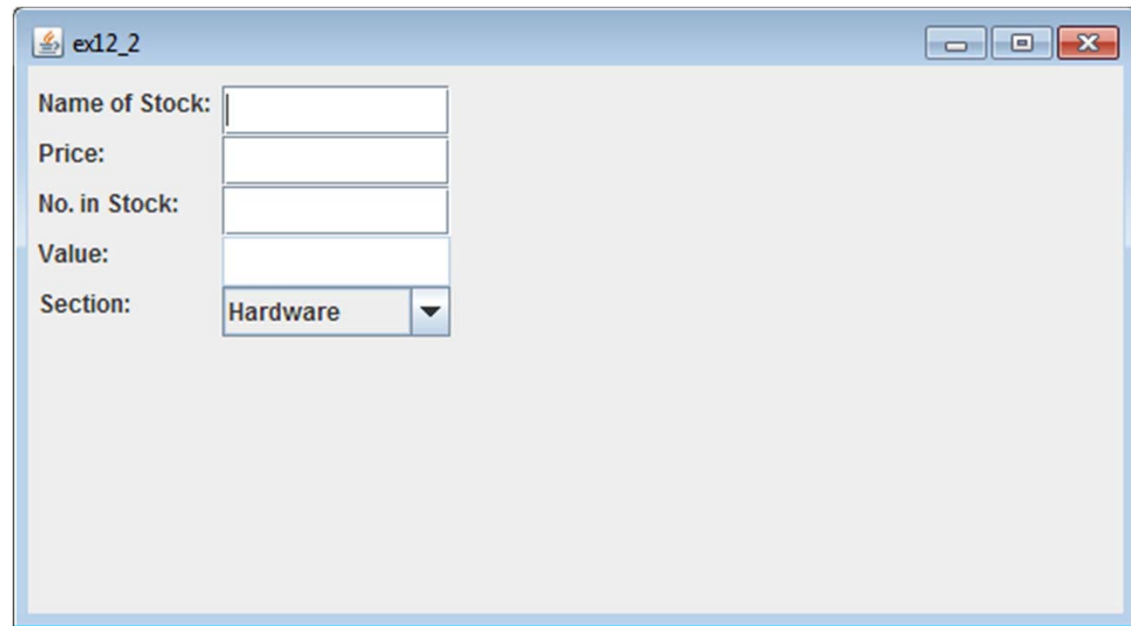 ex12_2
Name of Stock:
Price:
No. in Stock:
Value:
Section: Hardware